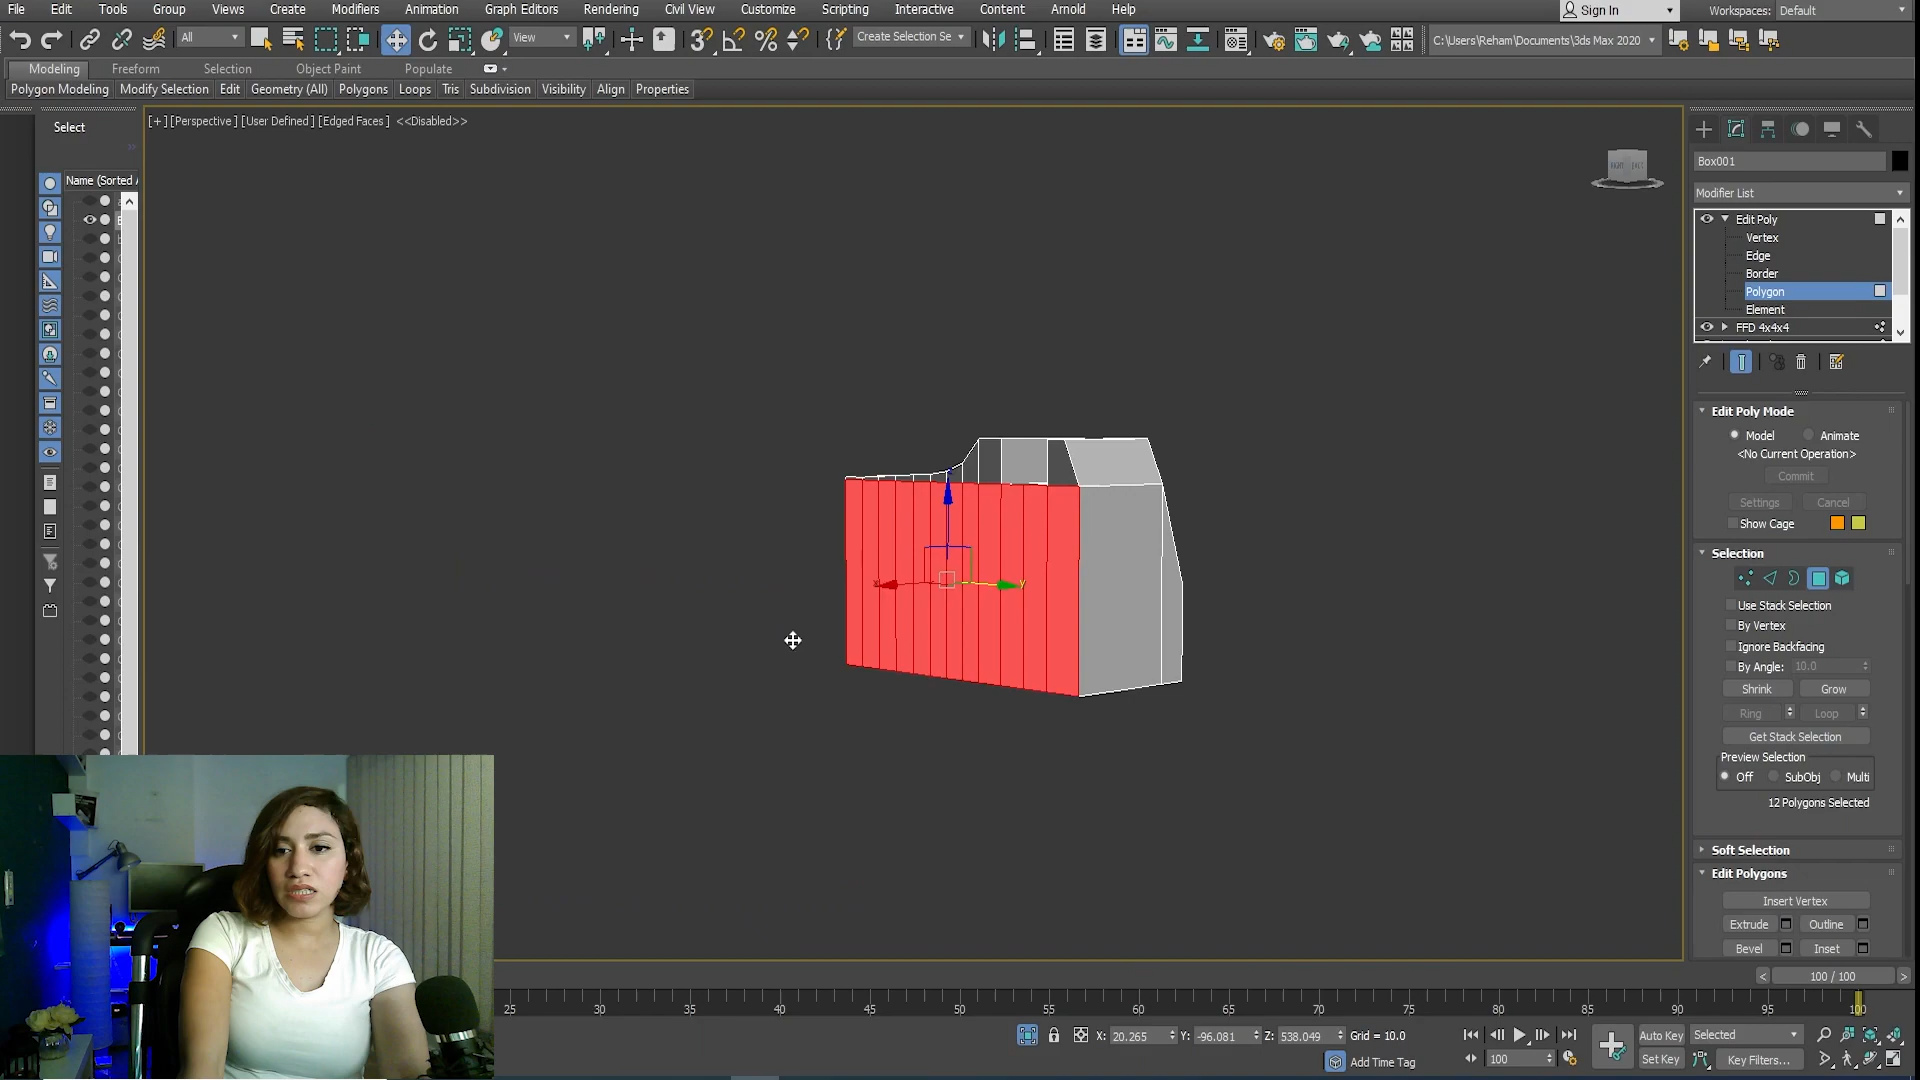 File Edit Tools Group Views Create Modifiers Animation Graph Editors Rendering Civil View Customize Scripting Interactive Content Arnold Help Sign In Workspaces: Default
All View Create Selection Se C:\Users\Reham\Documents\3ds Max 2020
Modeling Freeform Selection Object Paint Populate
Polygon Modeling Modify Selection Edit Geometry (All) Polygons Loops Tris Subdivision Visibility Align Properties
[+] [Perspective] [User Defined] [Edged Faces] <<Disabled>>
Select
Name (Sorted A
x y
Box001
Modifier List
Edit Poly
Vertex
Edge
Border
Polygon
Element
FFD 4x4x4
Edit Poly Mode
Model Animate
<No Current Operation>
Commit
Settings Cancel
Show Cage
Selection
Use Stack Selection
By Vertex
Ignore Backfacing
By Angle: 10.0
Shrink Grow
Ring Loop
Get Stack Selection
Preview Selection
Off SubObj Multi
12 Polygons Selected
Soft Selection
Edit Polygons
Insert Vertex
Extrude Outline
Bevel Inset
< 100 / 100 >
25 30 35 40 45 50 55 60 65 70 75 80 85 90 95 100
X: 20.265 Y: -96.081 Z: 538.049 Grid = 10.0 Auto Key Selected
Add Time Tag 100 Set Key Key Filters...